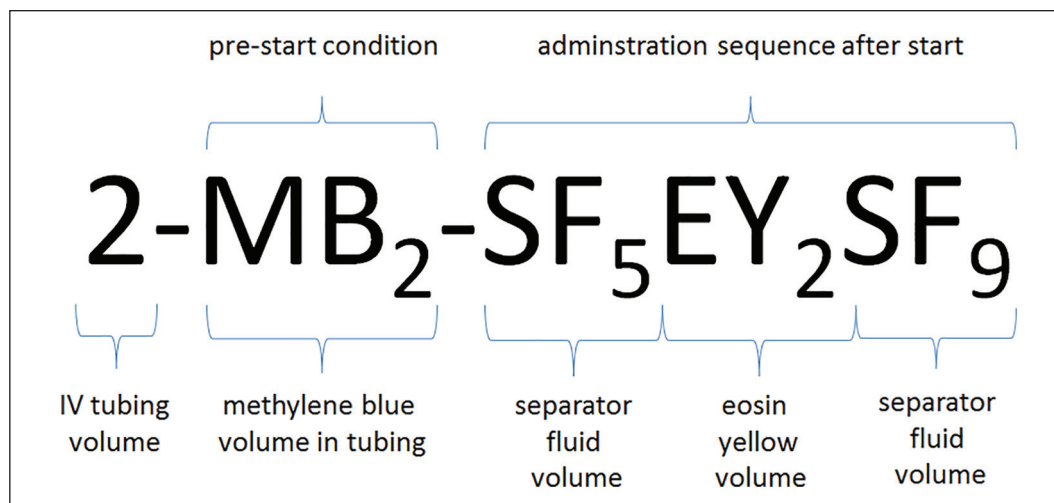 pre-start condition
adminstration sequence after start
2-MB₂-SF₅EY₂SF₉
IV tubing
volume
methylene blue
volume in tubing
separator
fluid
volume
eosin
yellow
volume
separator
fluid
volume